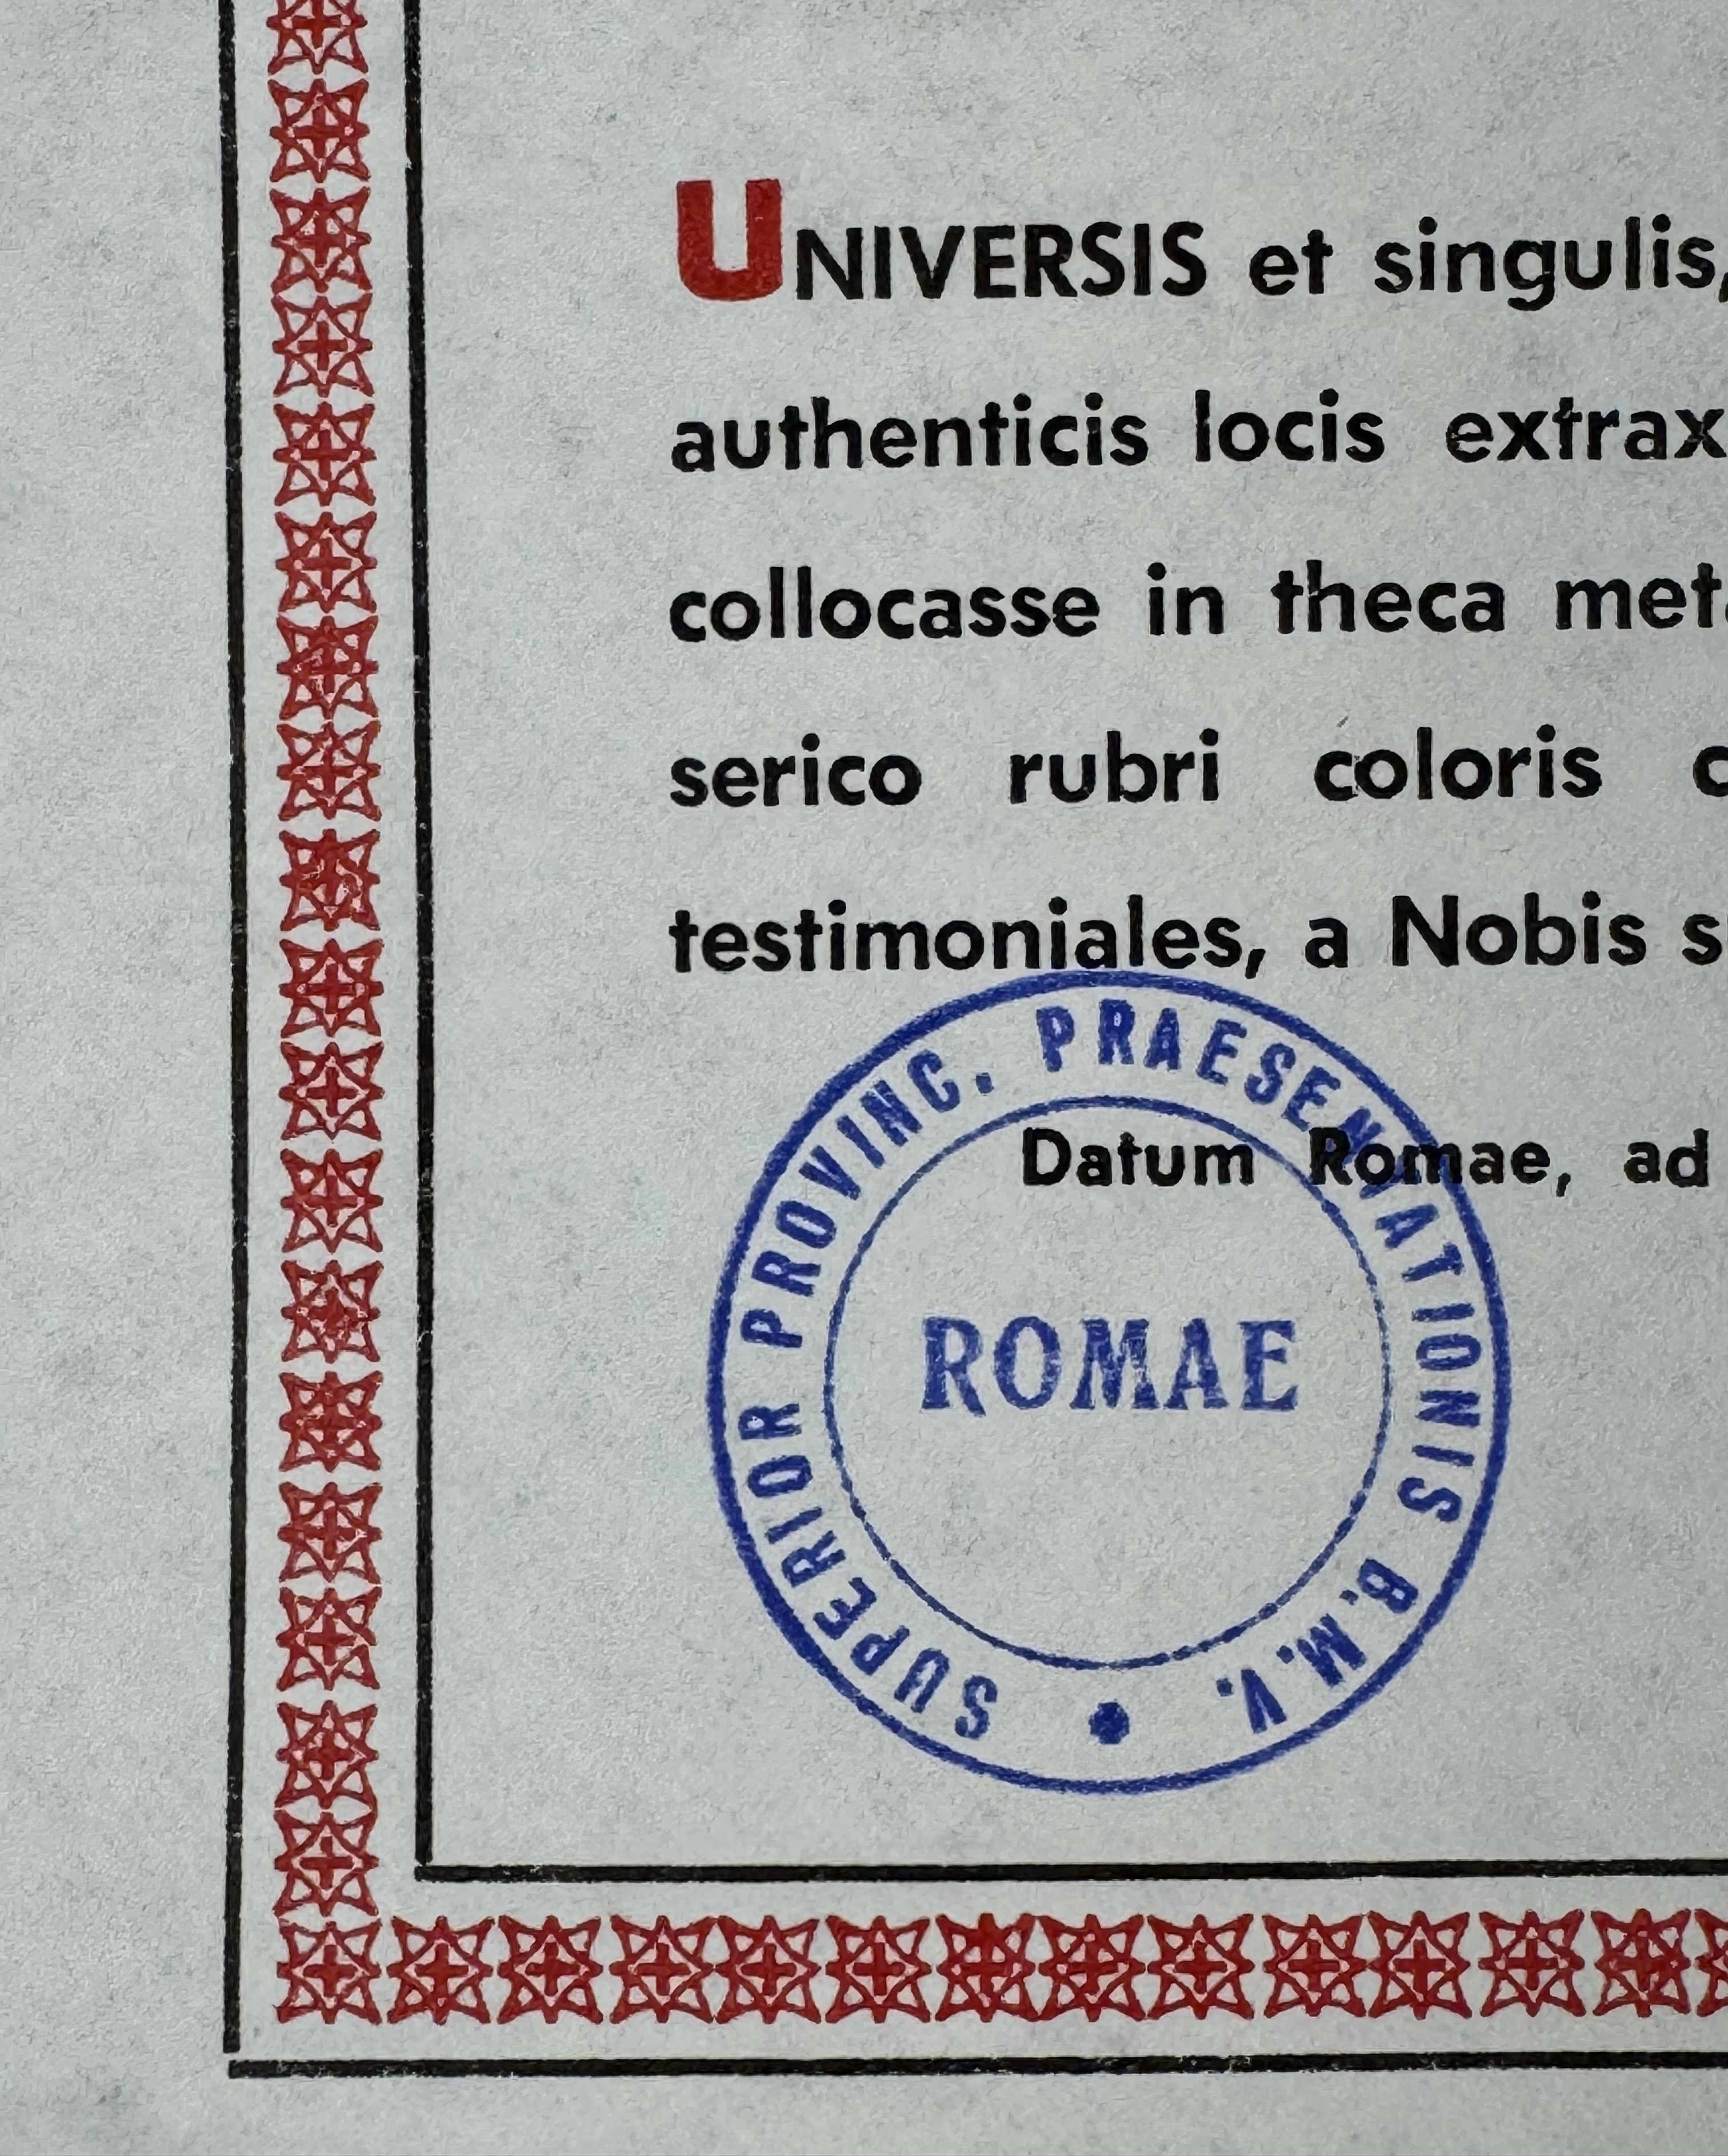 UNIVERSIS et singulis,
authenticis locis extrax
collocasse in theca meta
serico rubri coloris c
testimoniales, a Nobis s
Datum Romae, ad
SUPERIOR PROVINC. PRAESENTATIONIS B.M.V.
ROMAE